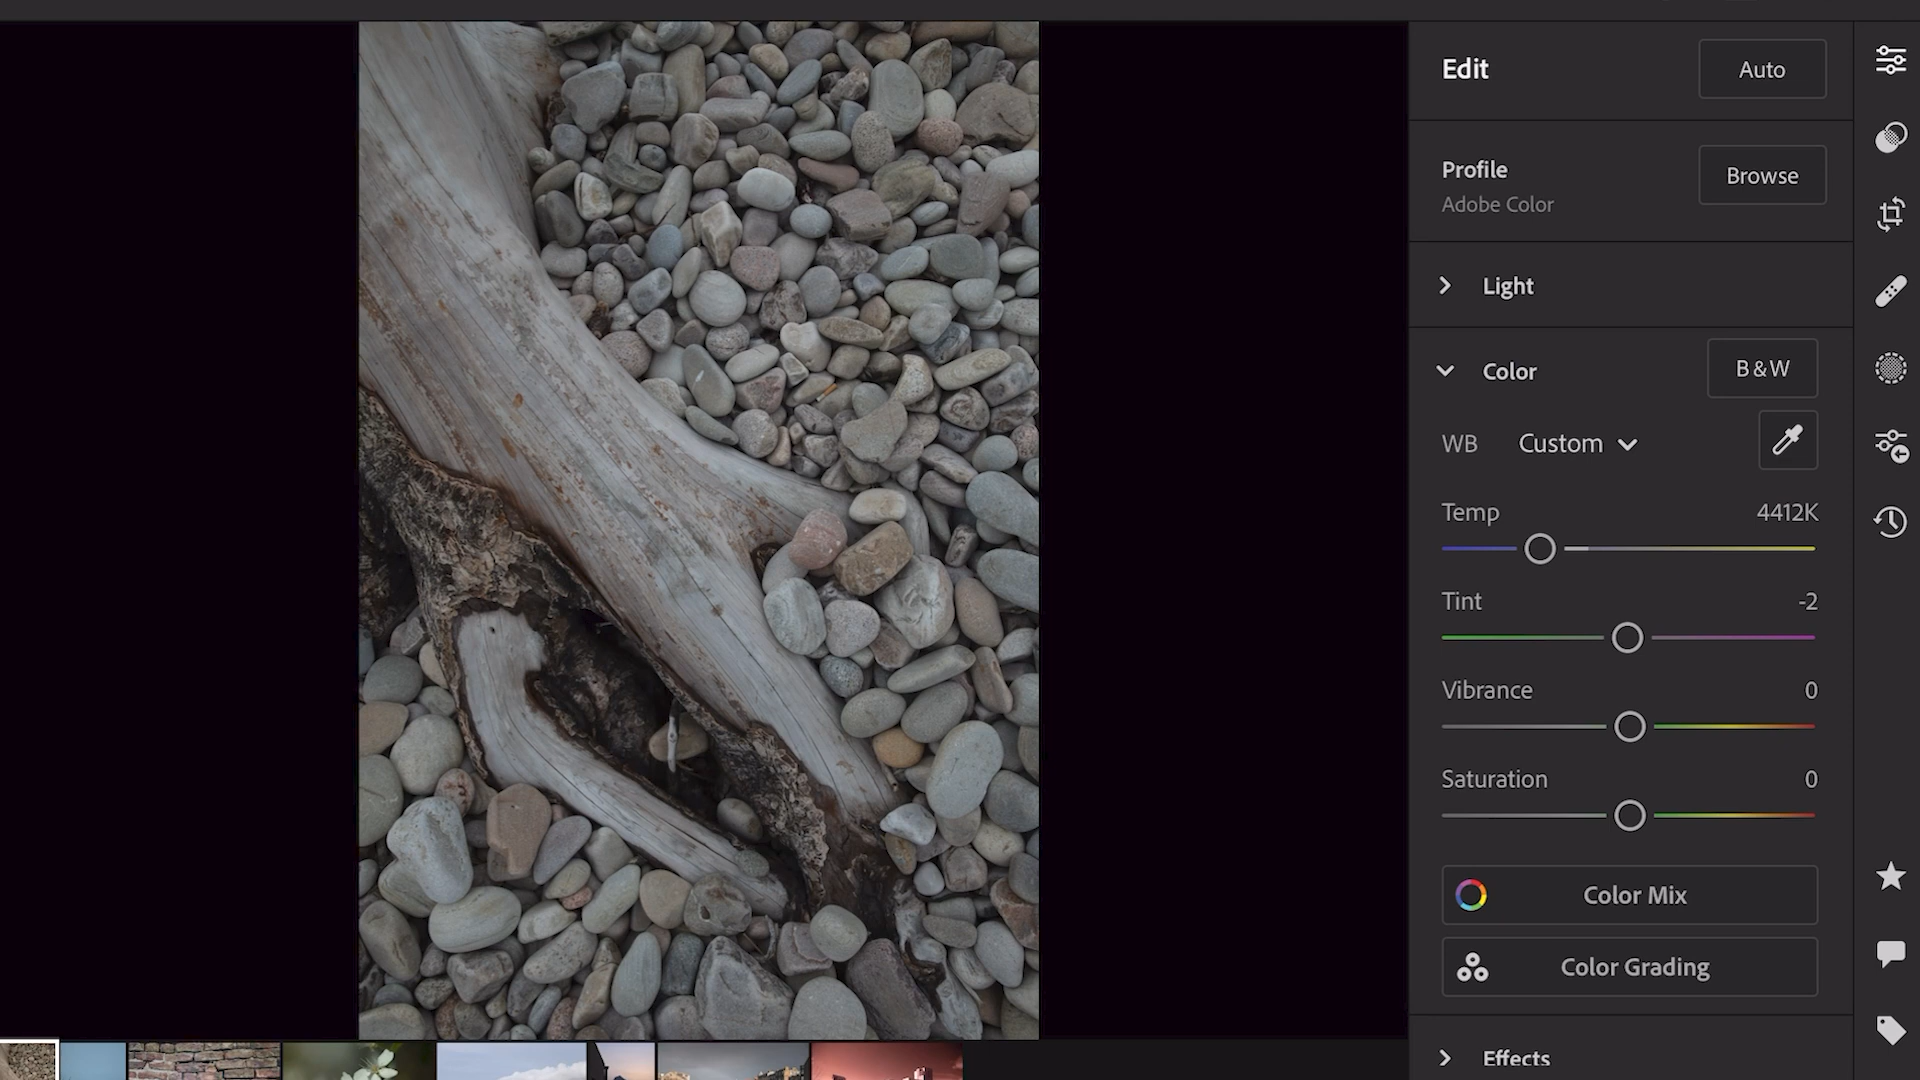 Edit
Auto
Profile
Browse
Adobe Color
Light
Color
B&W
WB
Custom
Temp
4412K
Tint
-2
Vibrance
0
Saturation
0
Color Mix
Color Grading
Effects